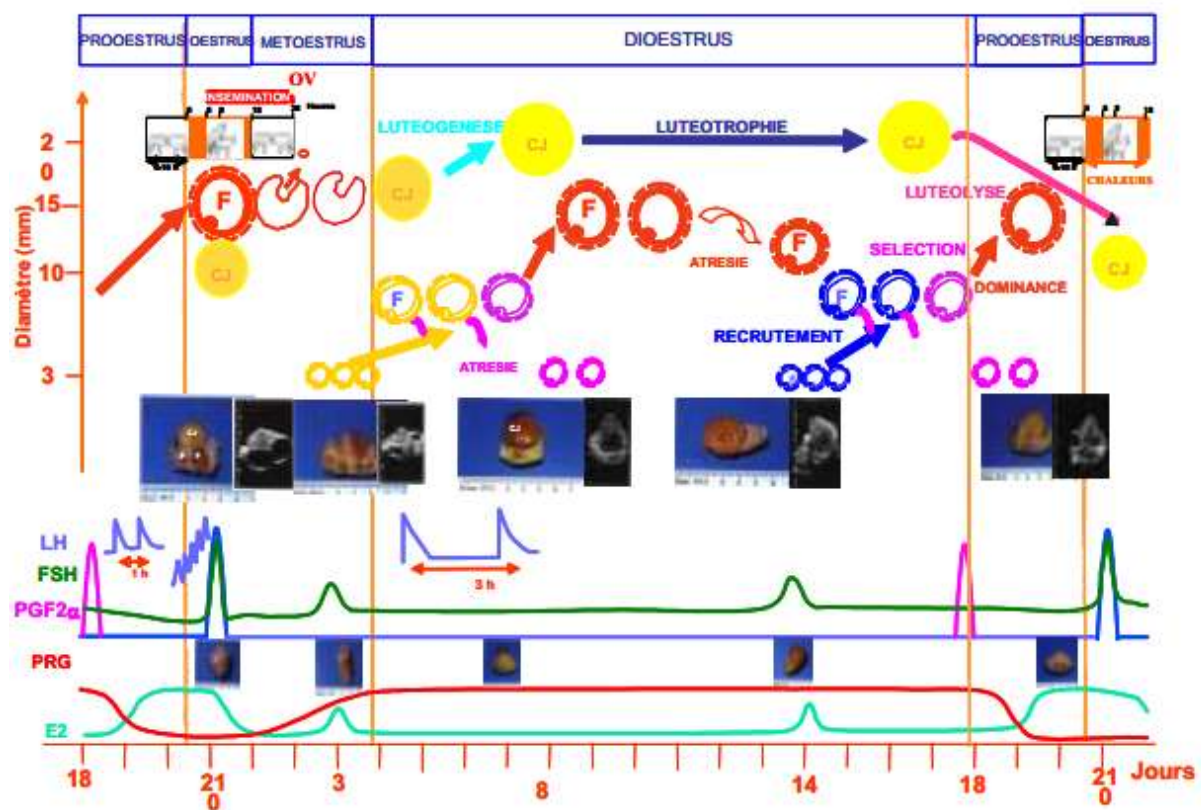 PROOESTRUS OESTRUS METOESTRUS DIOESTRUS PROOESTRUS OESTRUS
OV
INSEMINATION
LUTEOGENESE
CJ
LUTEOTROPHIE
CJ
2
0
CJ
CHALEURS
LUTEOLYSE
15
F
F
F
SELECTION
CJ
CJ
Diamètre (mm)
10
ATRESIE
DOMINANCE
F
F
RECRUTEMENT
ATRESIE
3
CJ
CJ
LH
1 h
3 h
FSH
PGF2α
PRG
E2
18 21 3 8 14 18 21 Jours
0 0